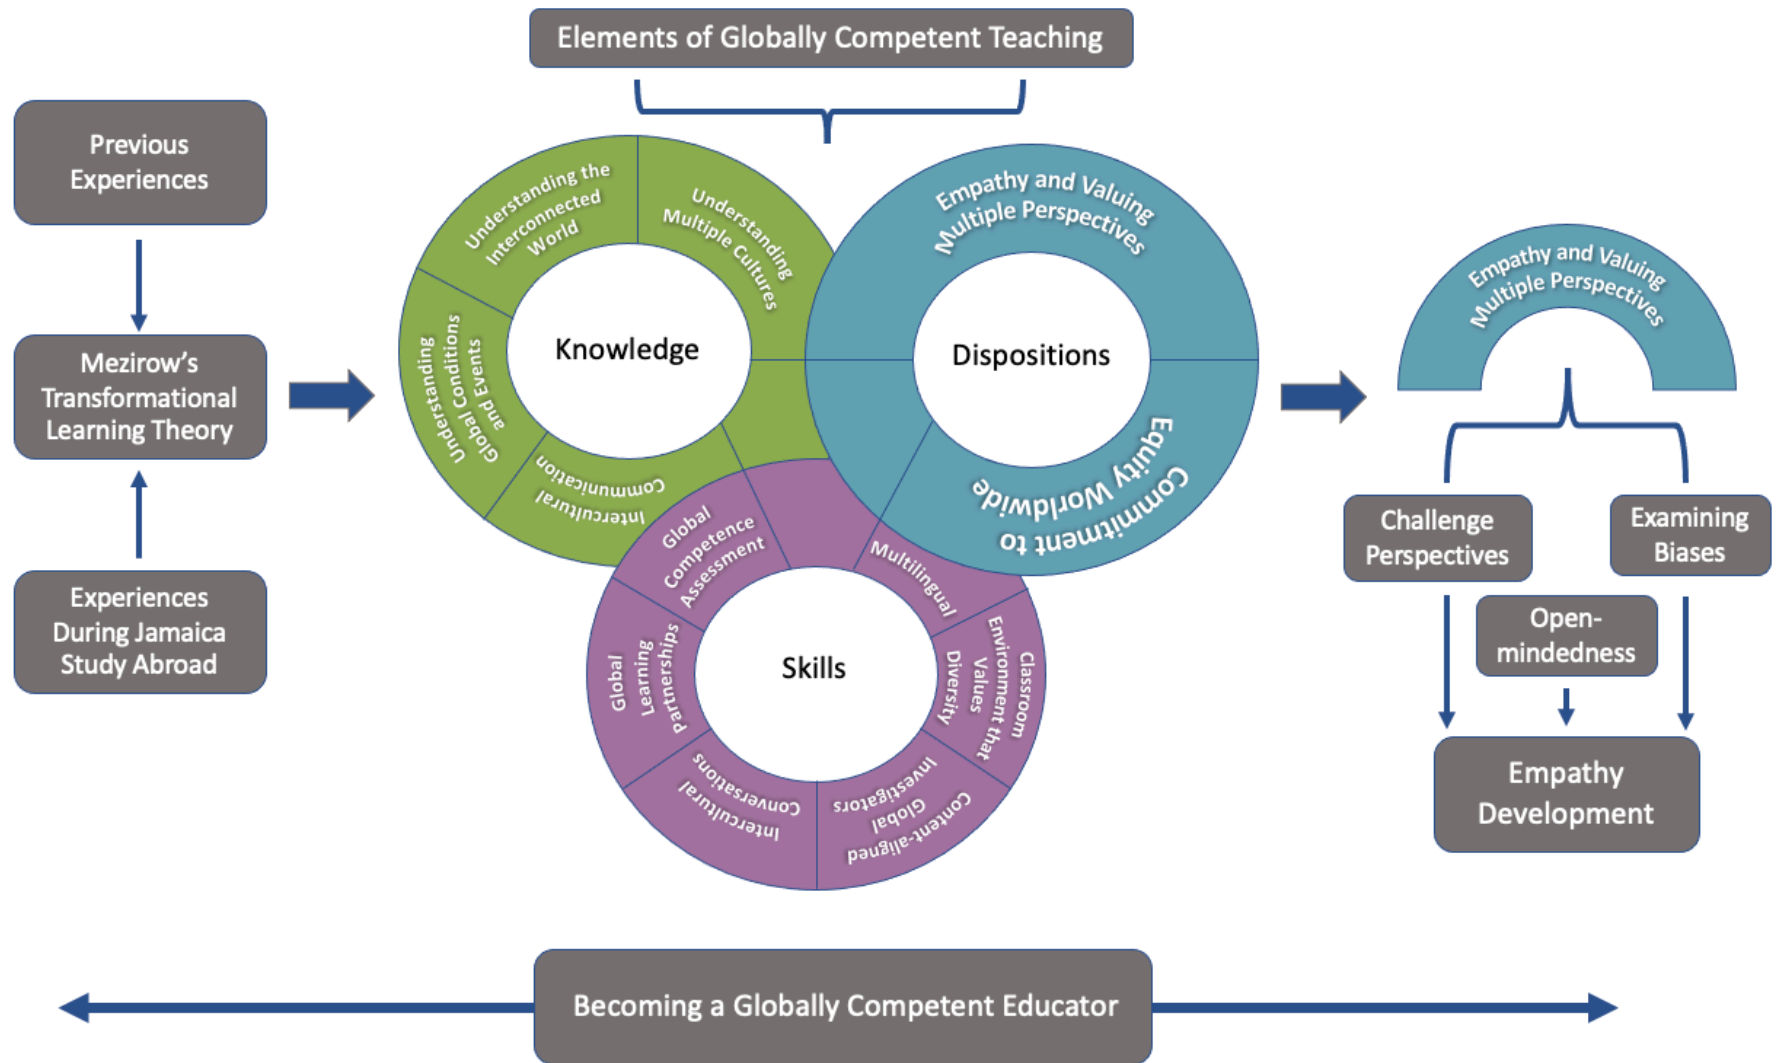 Elements of Globally Competent Teaching
Previous
Experiences
Mezirow's
Transformational
Learning Theory
Experiences
During Jamaica
Study Abroad
Understanding the
Interconnected
World
Understanding
Multiple Cultures
Understanding
Global Conditions
and Events
Intercultural
Communication
Knowledge
Empathy and Valuing
Multiple Perspectives
Dispositions
Commitment to
Equity Worldwide
Global
Competence
Assessment
Multilingual
Global
Learning
Partnerships
Skills
Classroom
Environment that
Values
Diversity
Intercultural
Conversations
Content-aligned
Global
Investigators
Empathy and Valuing
Multiple Perspectives
Challenge
Perspectives
Examining
Biases
Open-
mindedness
Empathy
Development
Becoming a Globally Competent Educator